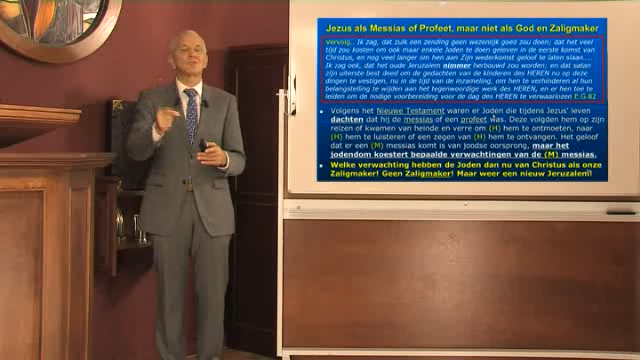 Jezus als Messias of Profeet, maar niet als God en Zaligmaker
vervolg.. Ik zag, dat zulk een zending geen wezenlijk goed zou doen; dat het veel
tijd zou kosten om ook maar enkele Joden te doen geloven in de eerste komst van
Christus, en nog veel langer om hen aan Zijn wederkomst geloof te laten slaan....
Ik zag ook, dat het oude Jeruzalem nimmer herbouwd zou worden, en dat satan
zijn uiterste best deed om de gedachten van de kinderen des HEREN nu op deze
dingen te vestigen, nu in de tijd van de inzameling, om hen te verhinderen al hun
belangstelling te wijden aan het tegenwoordige werk des HEREN, en er hen toe te
leiden om de nodige voorbereiding voor de dag des HEREN te verwaarlozen E.G.82
• Volgens het Nieuwe Testament waren er Joden die tijdens Jezus' leven
dachten dat hij de messias of een profeet was. Deze volgden hem op zijn
reizen of kwamen van heinde en verre om (H) hem te ontmoeten, naar
(H) hem te luisteren of een zegen van (H) hem te ontvangen. Het geloof
dat er een (M) messias komt is van joodse oorsprong, maar het
jodendom koestert bepaalde verwachtingen van de (M) messias.
• Welke verwachting hebben de Joden dan nu van Christus als onze
Zaligmaker! Geen Zaligmaker! Maar weer een nieuw Jeruzalem!